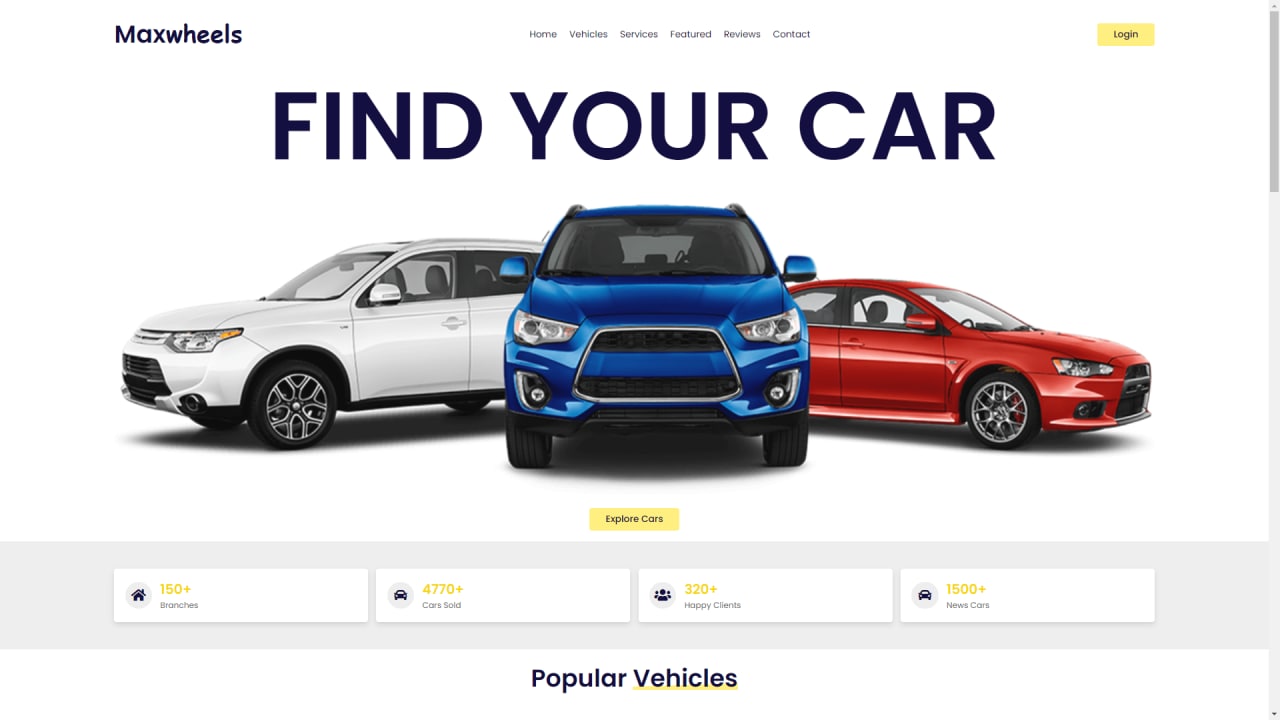 Maxwheels
Home Vehicles Services Featured Reviews Contact
Login
FIND YOUR CAR
Explore Cars
150+
Branches
4770+
Cars Sold
320+
Happy Clients
1500+
News Cars
Popular Vehicles